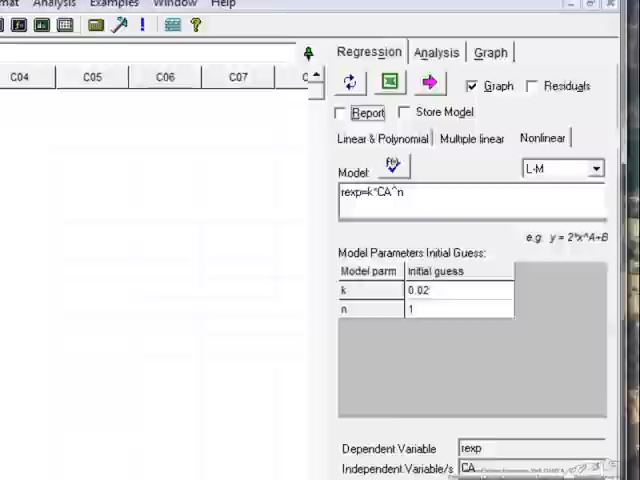 mat Analysis Examples Window Help
Regression Analysis Graph
C04 C05 C06 C07 C
Graph Residuals
Report Store Model
Linear & Polynomial Multiple linear Nonlinear
Model: f(x) L-M
rexp=k*CA^n
e.g. y = 2*x^A+B
Model Parameters Initial Guess:
Model parm Initial guess
k 0.02
n 1
Dependent Variable rexp
Independent Variable/s CA